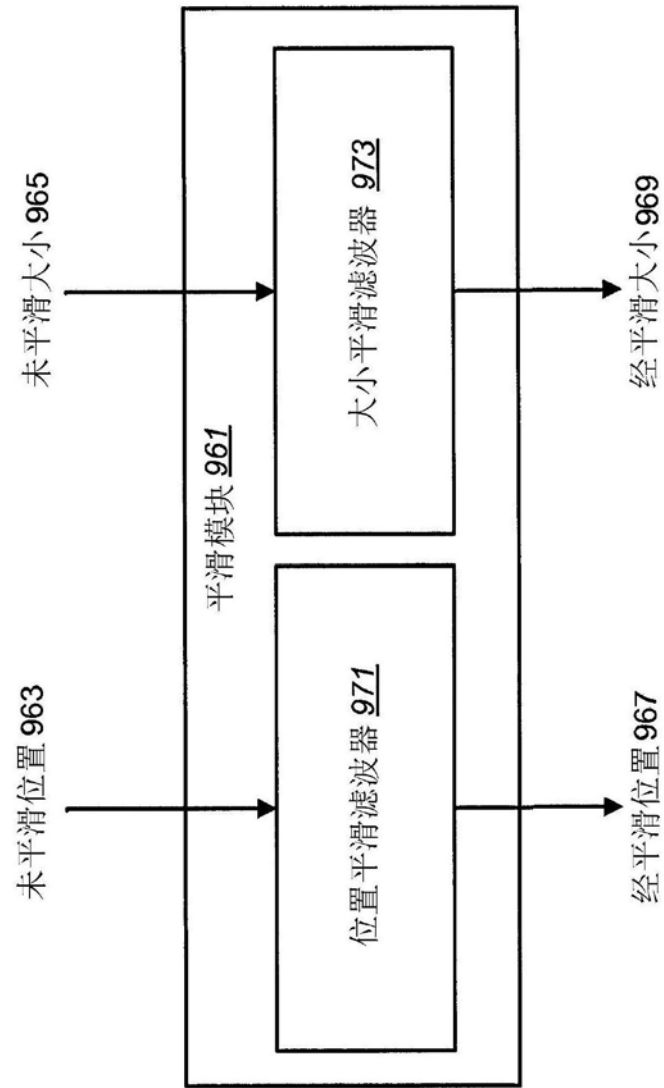 未平滑位置 963
未平滑大小 965
平滑模块 961
位置平滑滤波器 971
大小平滑滤波器 973
经平滑位置 967
经平滑大小 969